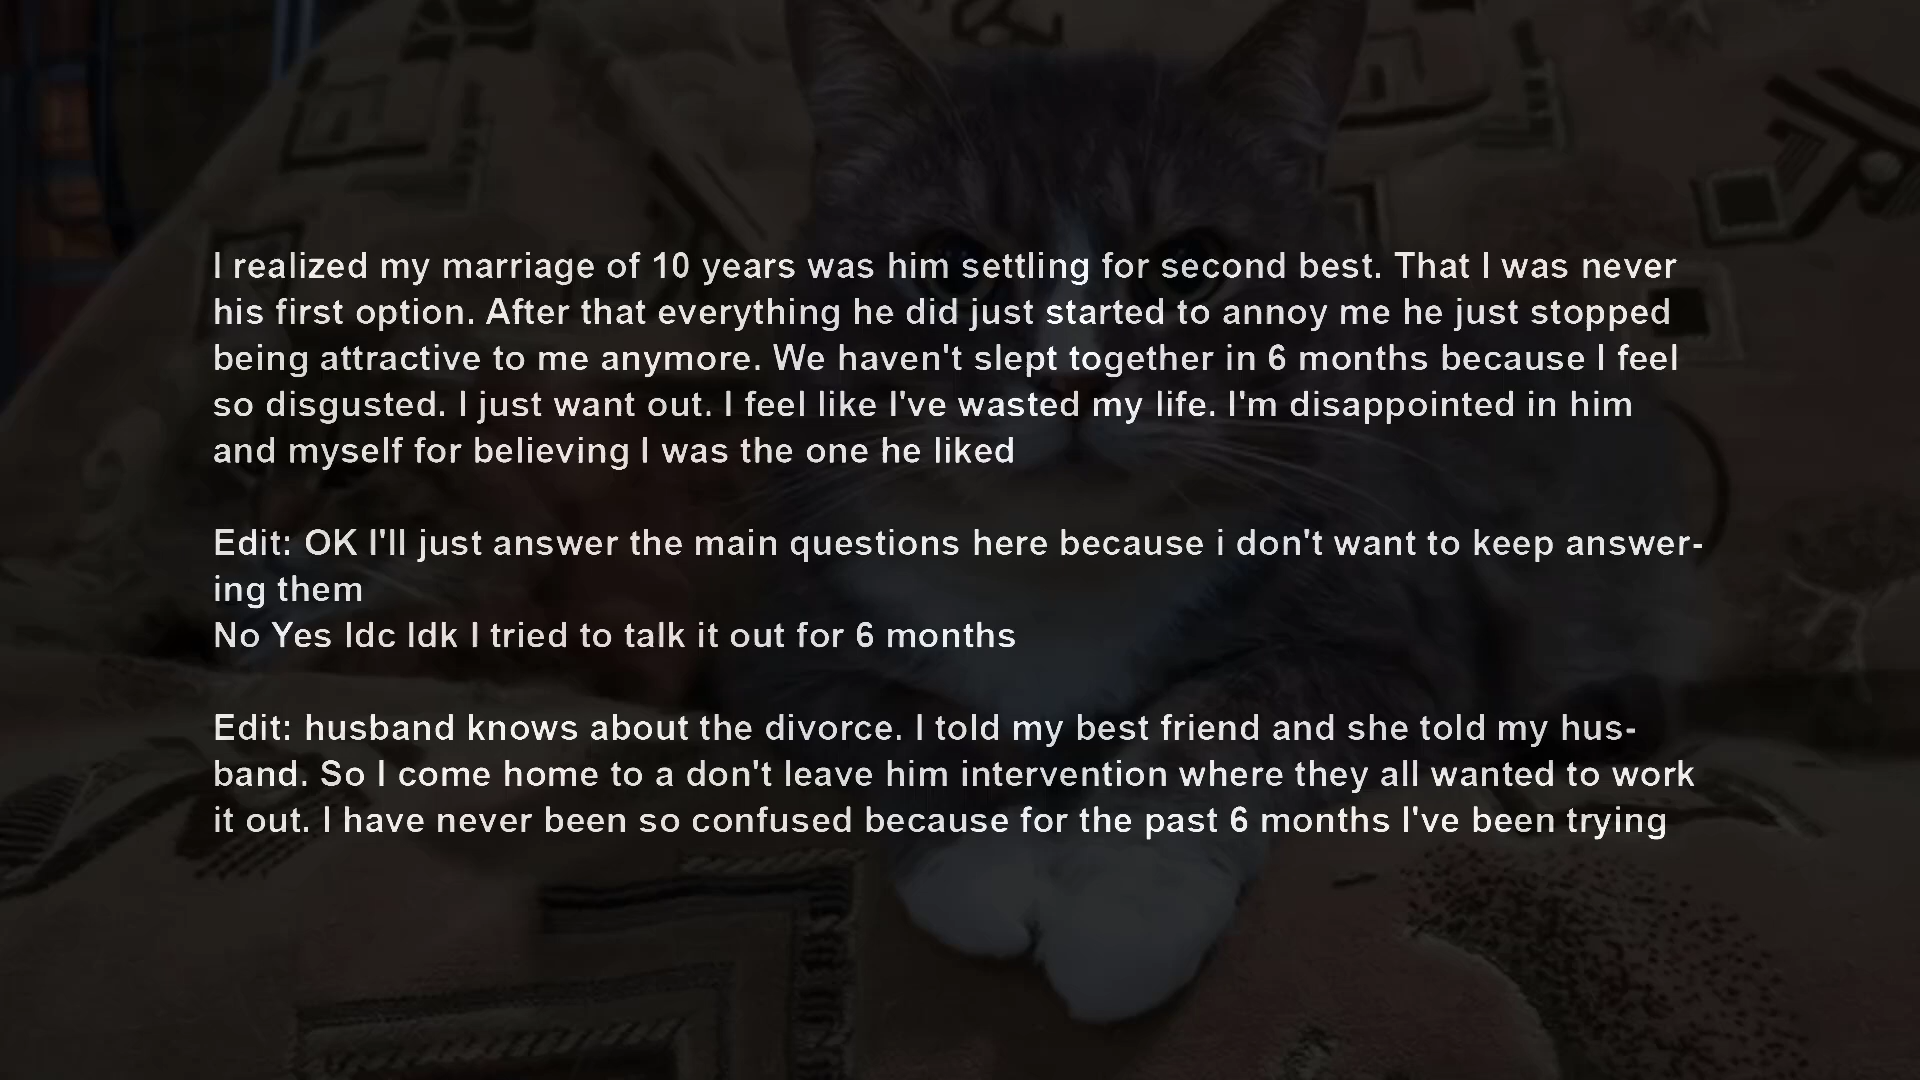 I realized my marriage of 10 years was him settling for second best. That I was never
his first option. After that everything he did just started to annoy me he just stopped
being attractive to me anymore. We haven't slept together in 6 months because I feel
so disgusted. I just want out. I feel like I've wasted my life. I'm disappointed in him
and myself for believing I was the one he liked
Edit: OK I'll just answer the main questions here because i don't want to keep answer-
ing them
No Yes Idc Idk I tried to talk it out for 6 months
Edit: husband knows about the divorce. I told my best friend and she told my hus-
band. So I come home to a don't leave him intervention where they all wanted to work
it out. I have never been so confused because for the past 6 months I've been trying